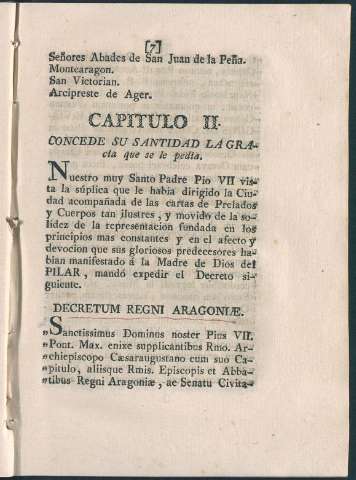 [7]
Señores Abades de San Juan de la Peña.
Montearagon.
San Victorian.
Arcipreste de Ager.
CAPITULO II.
CONCEDE SU SANTIDAD LA GRA-
cia que se le pedia.
Nuestro muy Santo Padre Pio VII vis-
ta la súplica que le habia dirigido la Ciu-
dad acompañada de las cartas de Prelados
y Cuerpos tan ilustres, y movido de la so-
lidez de la representacion fundada en los
principios mas constantes y en el afecto y
devocion que sus gloriosos predecesores ha-
bian manifestado á la Madre de Dios del
PILAR, mandó expedir el Decreto si-
guiente.
DECRETUM REGNI ARAGONIÆ.
„Sanctissimus Dominus noster Pius VII.
„Pont. Max. enixe supplicantibus Rmo. Ar-
„chiepiscopo Cæsaraugustano cum suo Ca-
„pitulo, aliisque Rmis. Episcopis et Abba-
„tibus Regni Aragoniæ, ac Senatu Civita-